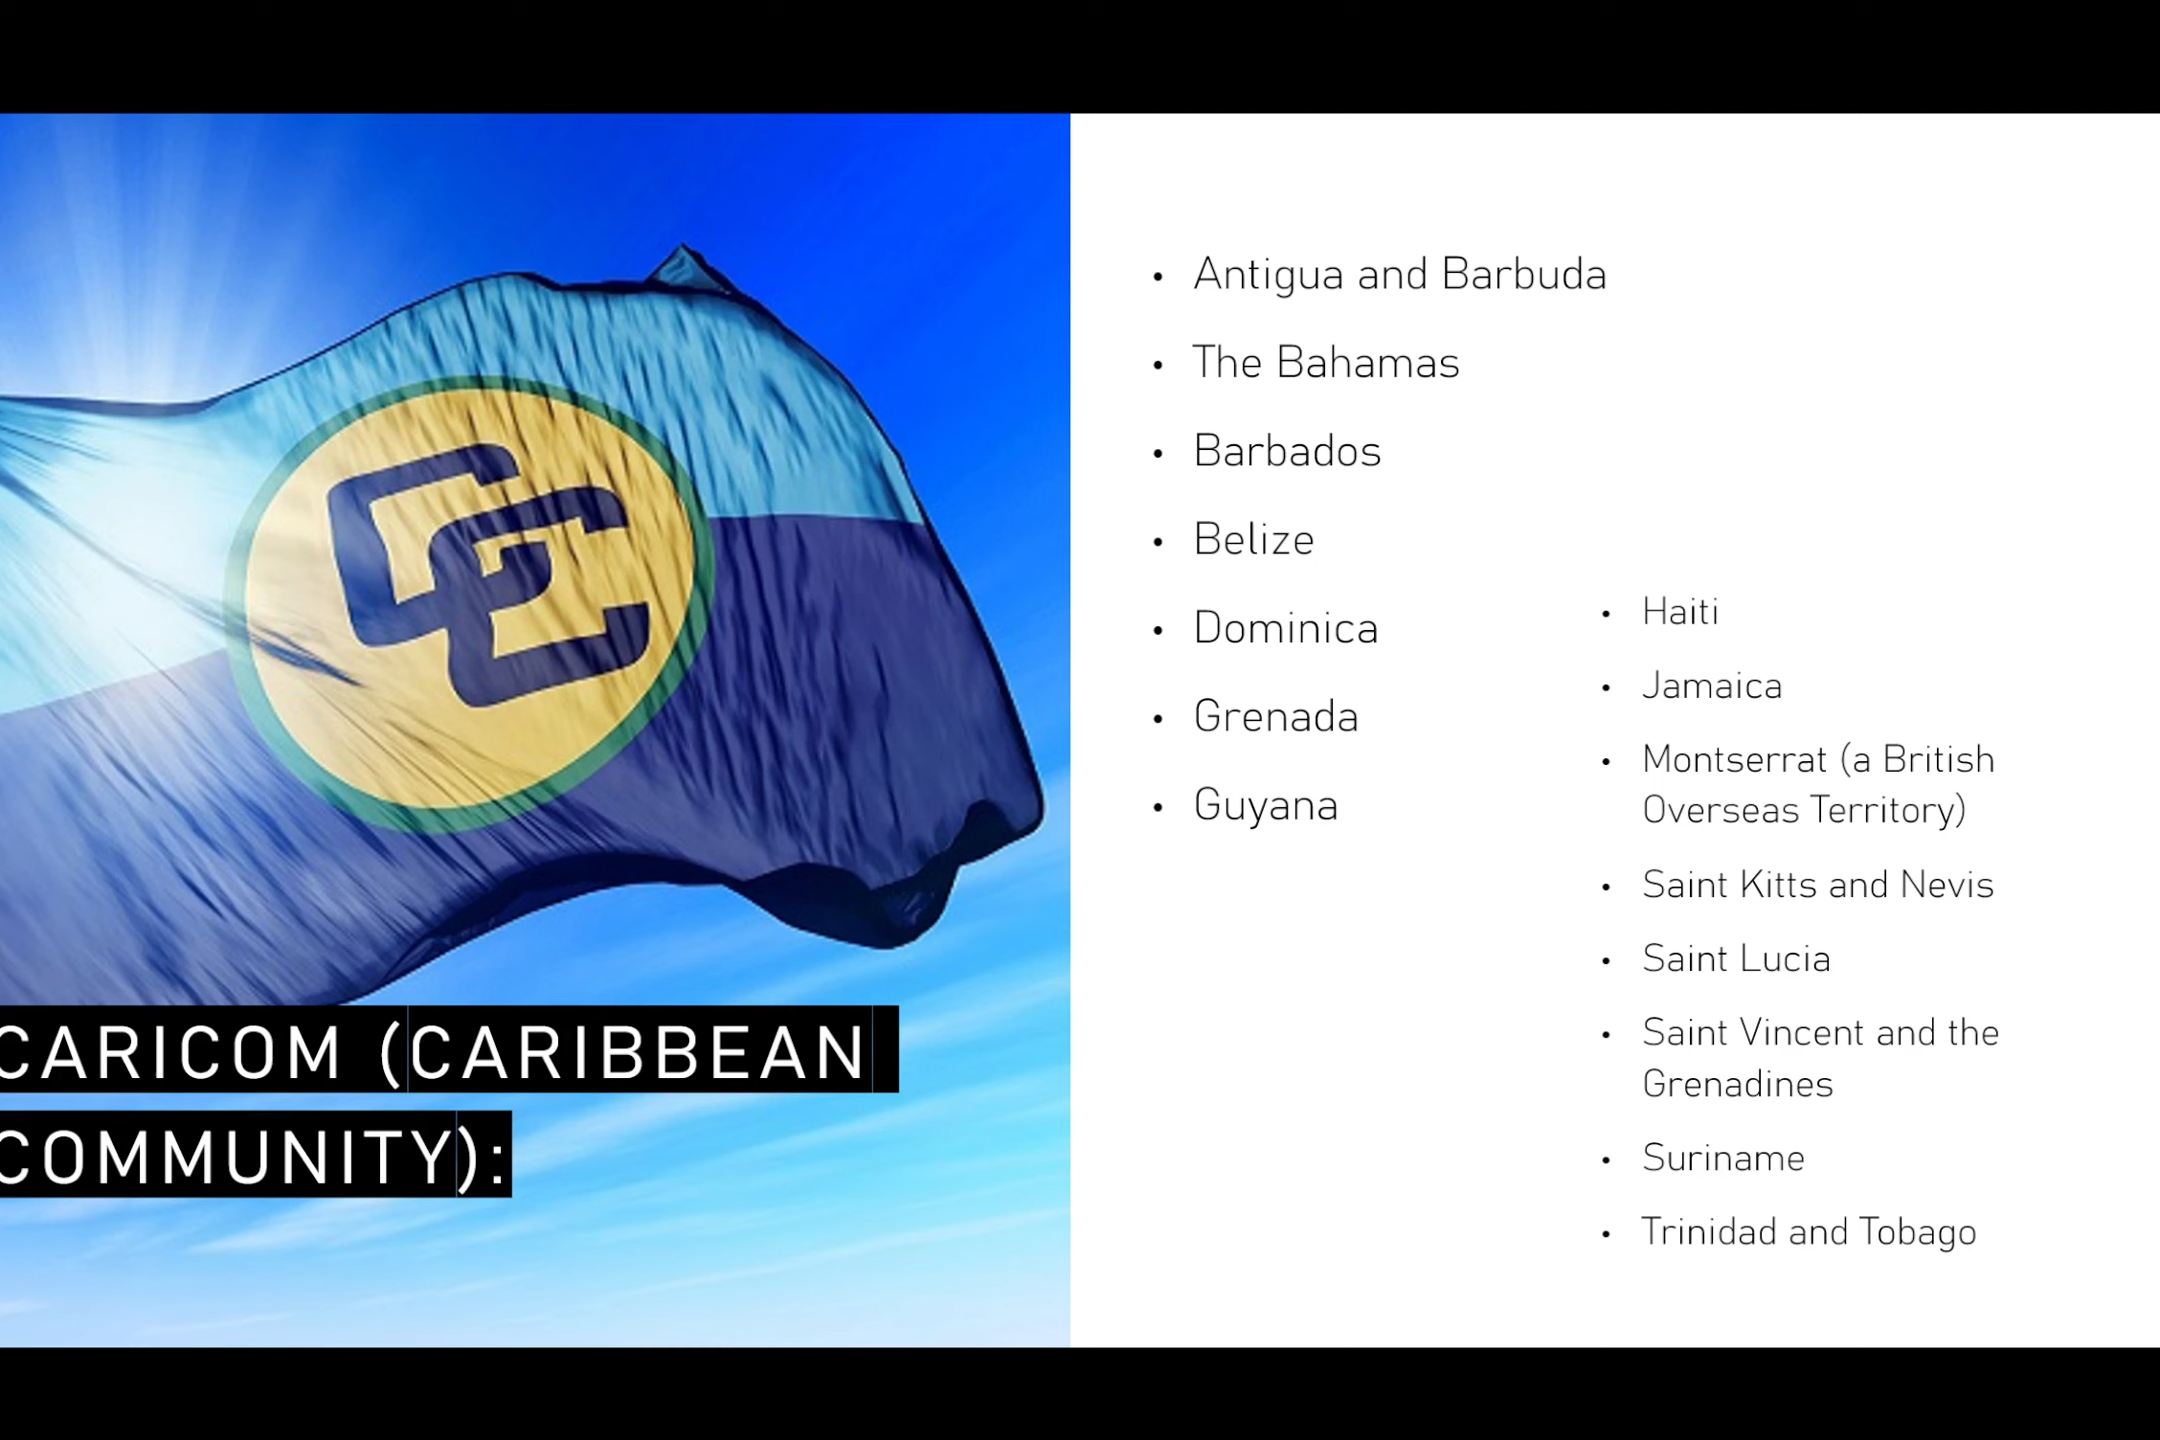 CC
CARICOM (CARIBBEAN
COMMUNITY):
• Antigua and Barbuda
• The Bahamas
• Barbados
• Belize
• Dominica
• Grenada
• Guyana
• Haiti
• Jamaica
• Montserrat (a British
Overseas Territory)
• Saint Kitts and Nevis
• Saint Lucia
• Saint Vincent and the
Grenadines
• Suriname
• Trinidad and Tobago